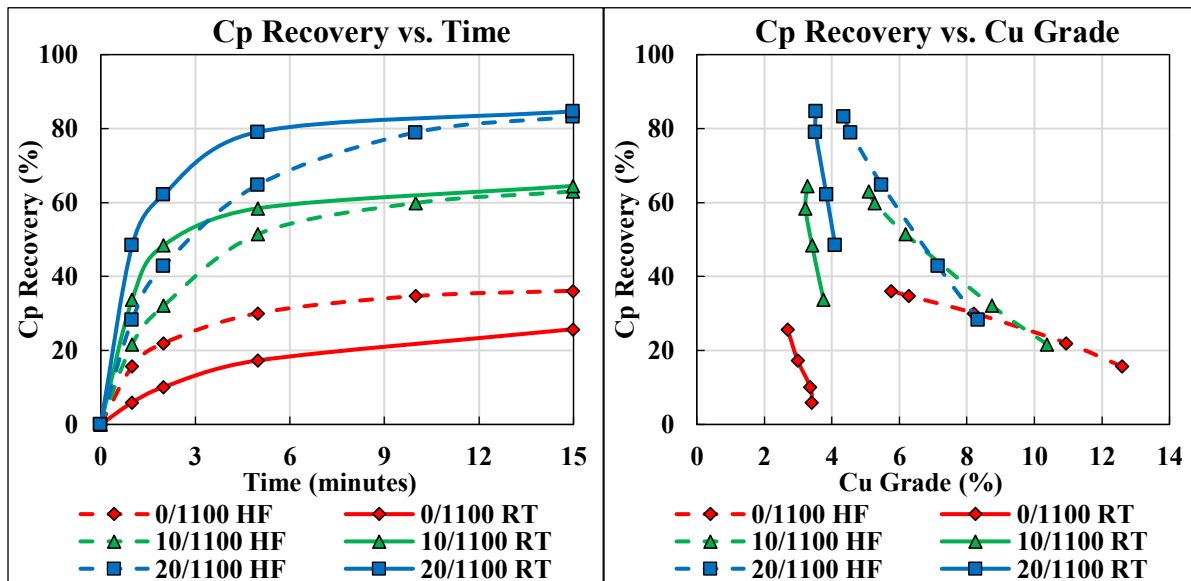 Cp Recovery vs. Time
Cp Recovery (%)
100
80
60
40
20
0
0 3 6 9 12 15
Time (minutes)
0/1100 HF 0/1100 RT
10/1100 HF 10/1100 RT
20/1100 HF 20/1100 RT
Cp Recovery vs. Cu Grade
Cp Recovery (%)
100
80
60
40
20
0
0 2 4 6 8 10 12 14
Cu Grade (%)
0/1100 HF 0/1100 RT
10/1100 HF 10/1100 RT
20/1100 HF 20/1100 RT